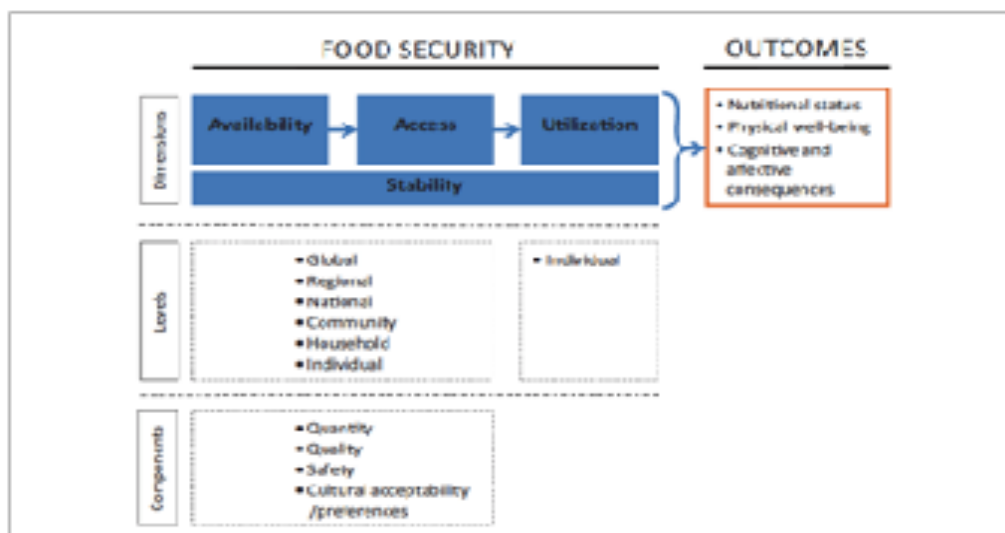 FOOD SECURITY
OUTCOMES
Dimensions
Availability
Access
Utilization
Stability
• Nutritional status
• Physical well-being
• Cognitive and
affective
consequences
Levels
• Global
• Regional
• National
• Community
• Household
• Individual
• Individual
Components
• Quantity
• Quality
• Safety
• Cultural acceptability
/preferences